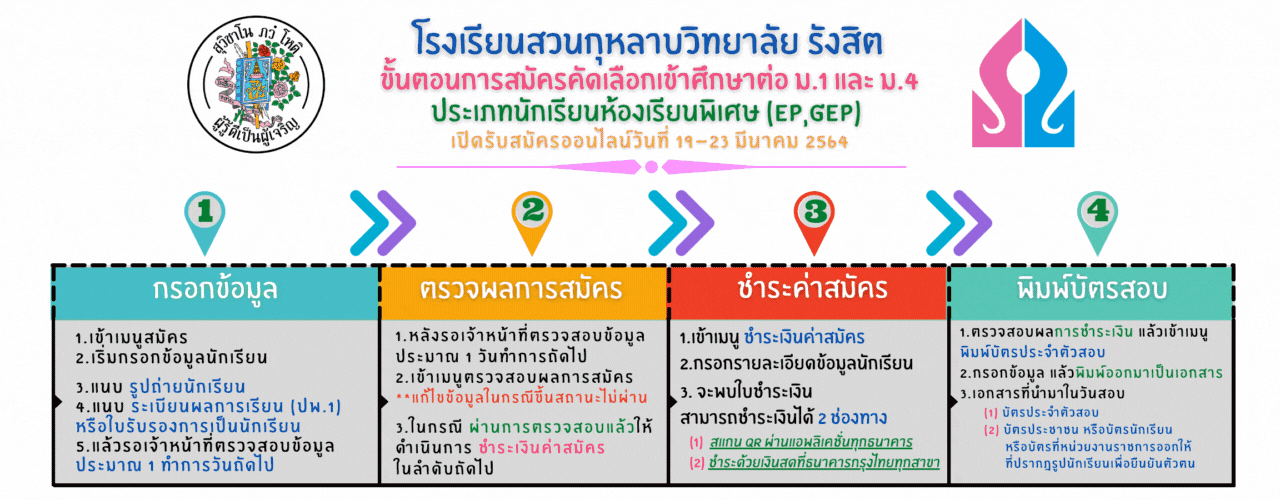 สุวิชาโน ภวํ โหติ
ผู้รู้ดีเป็นผู้เจริญ
โรงเรียนสวนกุหลาบวิทยาลัย รังสิต
ขั้นตอนการสมัครคัดเลือกเข้าศึกษาต่อ ม.1 และ ม.4
ประเภทนักเรียนห้องเรียนพิเศษ (EP,GEP)
เปิดรับสมัครออนไลน์วันที่ 19-23 มีนาคม 2564
1
กรอกข้อมูล
1.เข้าเมนูสมัคร
2.เริ่มกรอกข้อมูลนักเรียน
3.แนบ รูปถ่ายนักเรียน
4.แนบ ระเบียนผลการเรียน (ปพ.1)
หรือใบรับรองการเป็นนักเรียน
5.แล้วรอเจ้าหน้าที่ตรวจสอบข้อมูล
ประมาณ 1 ทำการวันถัดไป
2
ตรวจผลการสมัคร
1.หลังรอเจ้าหน้าที่ตรวจสอบข้อมูล
ประมาณ 1 วันทำการถัดไป
2.เข้าเมนูตรวจสอบผลการสมัคร
**แก้ไขข้อมูลในกรณีขึ้นสถานะไม่ผ่าน
3.ในกรณี ผ่านการตรวจสอบแล้วให้
ดำเนินการ ชำระเงินค่าสมัคร
ในลำดับถัดไป
3
ชำระค่าสมัคร
1.เข้าเมนู ชำระเงินค่าสมัคร
2.กรอกรายละเอียดข้อมูลนักเรียน
3. จะพบใบชำระเงิน
สามารถชำระเงินได้ 2 ช่องทาง
(1) สแกน QR ผ่านแอพลิเคชั่นทุกธนาคาร
(2) ชำระด้วยเงินสดที่ธนาคารกรุงไทยทุกสาขา
4
พิมพ์บัตรสอบ
1.ตรวจสอบผลการชำระเงิน แล้วเข้าเมนู
พิมพ์บัตรประจำตัวสอบ
2.กรอกข้อมูล แล้วพิมพ์ออกมาเป็นเอกสาร
3.เอกสารที่นำมาในวันสอบ
(1) บัตรประจำตัวสอบ
(2) บัตรประชาชน หรือบัตรนักเรียน
หรือบัตรที่หน่วยงานราชการออกให้
ที่ปรากฎรูปนักเรียนเพื่อยืนยันตัวตน